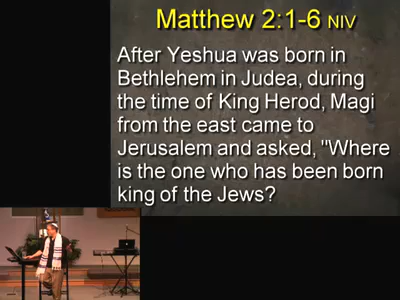 Matthew 2:1-6 NIV
After Yeshua was born in
Bethlehem in Judea, during
the time of King Herod, Magi
from the east came to
Jerusalem and asked, "Where
is the one who has been born
king of the Jews?